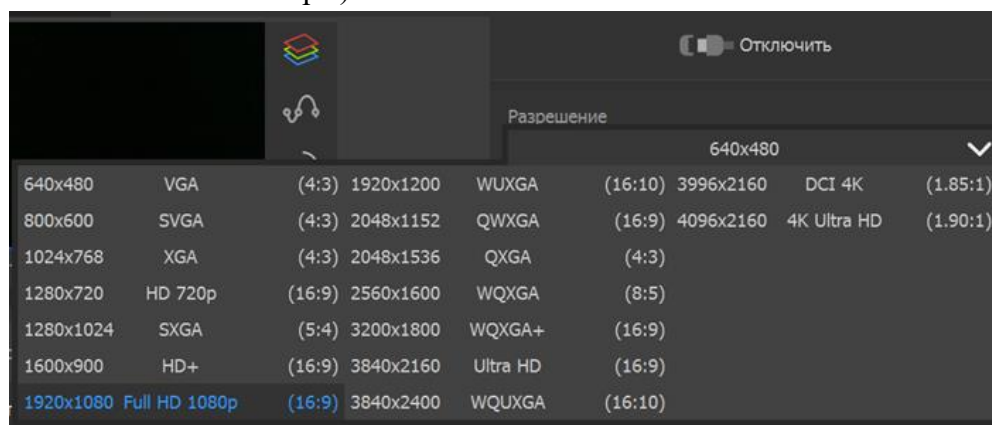 Отключить
Разрешение
640x480
640x480 VGA (4:3) 1920x1200 WUXGA (16:10) 3996x2160 DCI 4K (1.85:1)
800x600 SVGA (4:3) 2048x1152 QWXGA (16:9) 4096x2160 4K Ultra HD (1.90:1)
1024x768 XGA (4:3) 2048x1536 QXGA (4:3)
1280x720 HD 720p (16:9) 2560x1600 WQXGA (8:5)
1280x1024 SXGA (5:4) 3200x1800 WQXGA+ (16:9)
1600x900 HD+ (16:9) 3840x2160 Ultra HD (16:9)
1920x1080 Full HD 1080p (16:9) 3840x2400 WQUXGA (16:10)